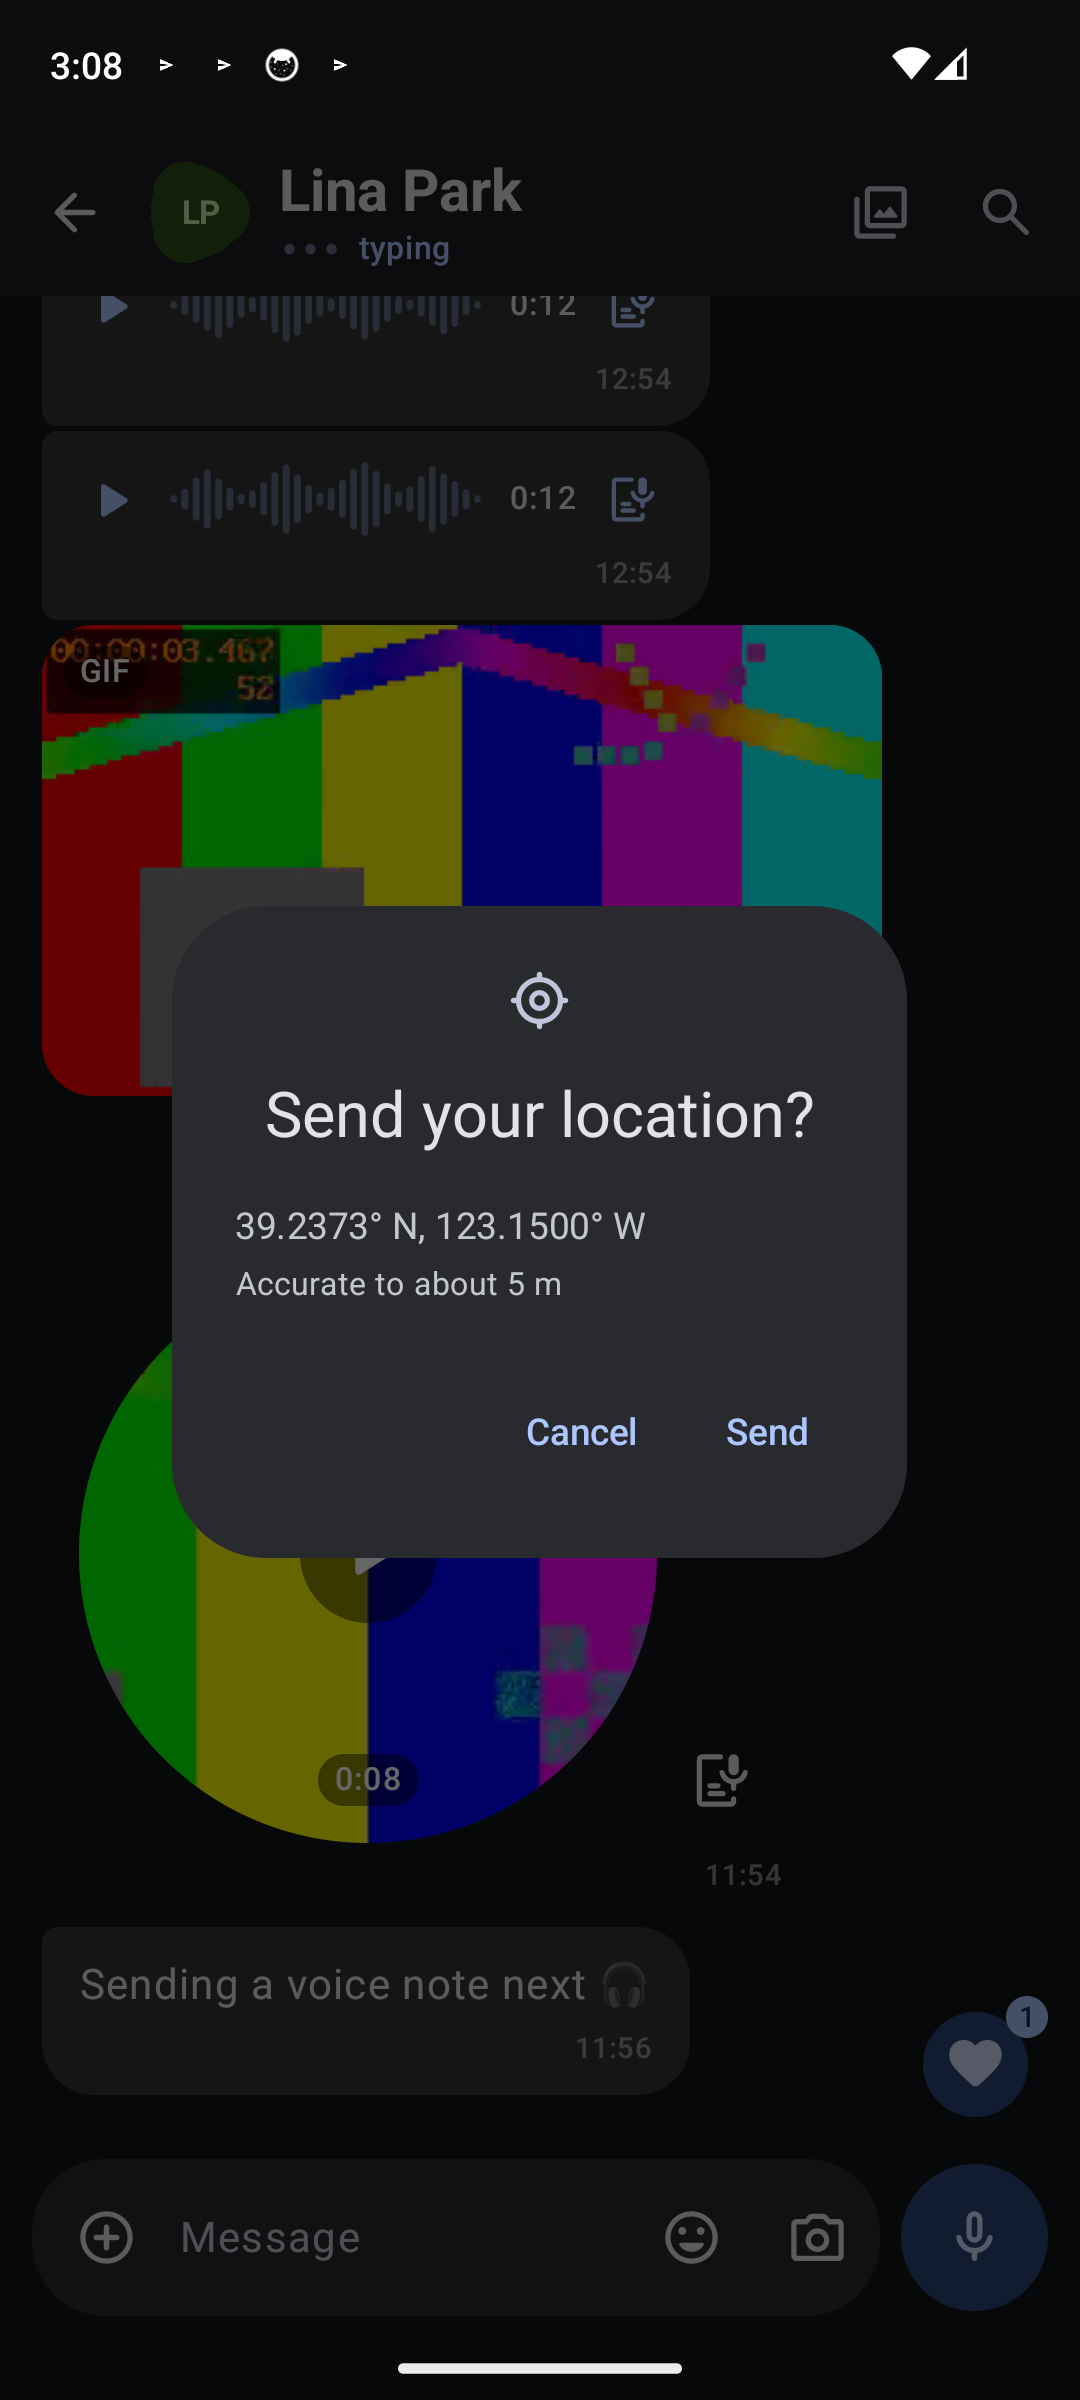 3:08
LP
Lina Park
typing
0:12
12:54
0:12
12:54
00:00:03.467
GIF
52
Send your location?
39.2373° N, 123.1500° W
Accurate to about 5 m
Cancel
Send
0:08
11:54
Sending a voice note next 🎧
11:56
1
Message